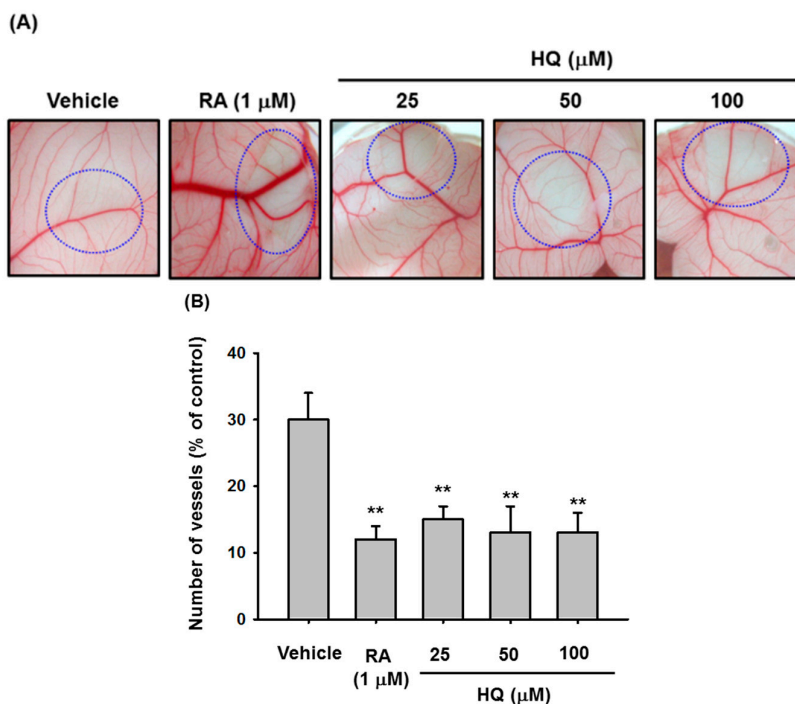 (A)
HQ (μM)
Vehicle RA (1 μM) 25 50 100
(B)
Number of vessels (% of control)
40
30
20
10
0
** ** ** **
Vehicle RA (1 μM) 25 50 100
HQ (μM)